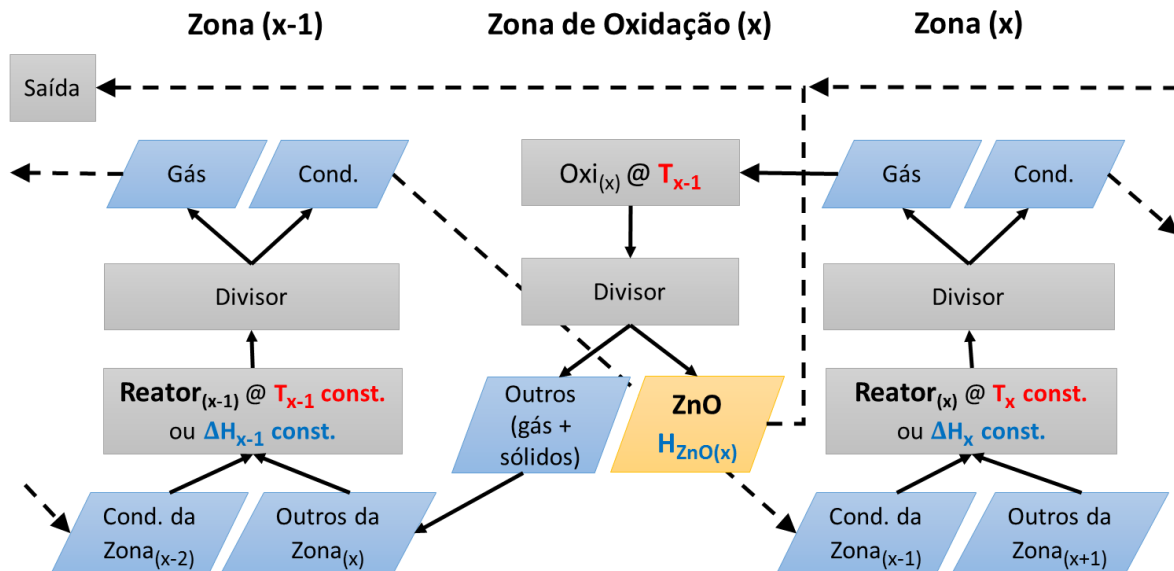 Zona (x-1)
Zona de Oxidação (x)
Zona (x)
Saída
Gás
Cond.
Oxi(x) @ Tx-1
Gás
Cond.
Divisor
Divisor
Divisor
Reator(x-1) @ Tx-1 const.
ou ΔHx-1 const.
Outros
(gás +
sólidos)
ZnO
HZnO(x)
Reator(x) @ Tx const.
ou ΔHx const.
Cond. da
Zona(x-2)
Outros da
Zona(x)
Cond. da
Zona(x-1)
Outros da
Zona(x+1)